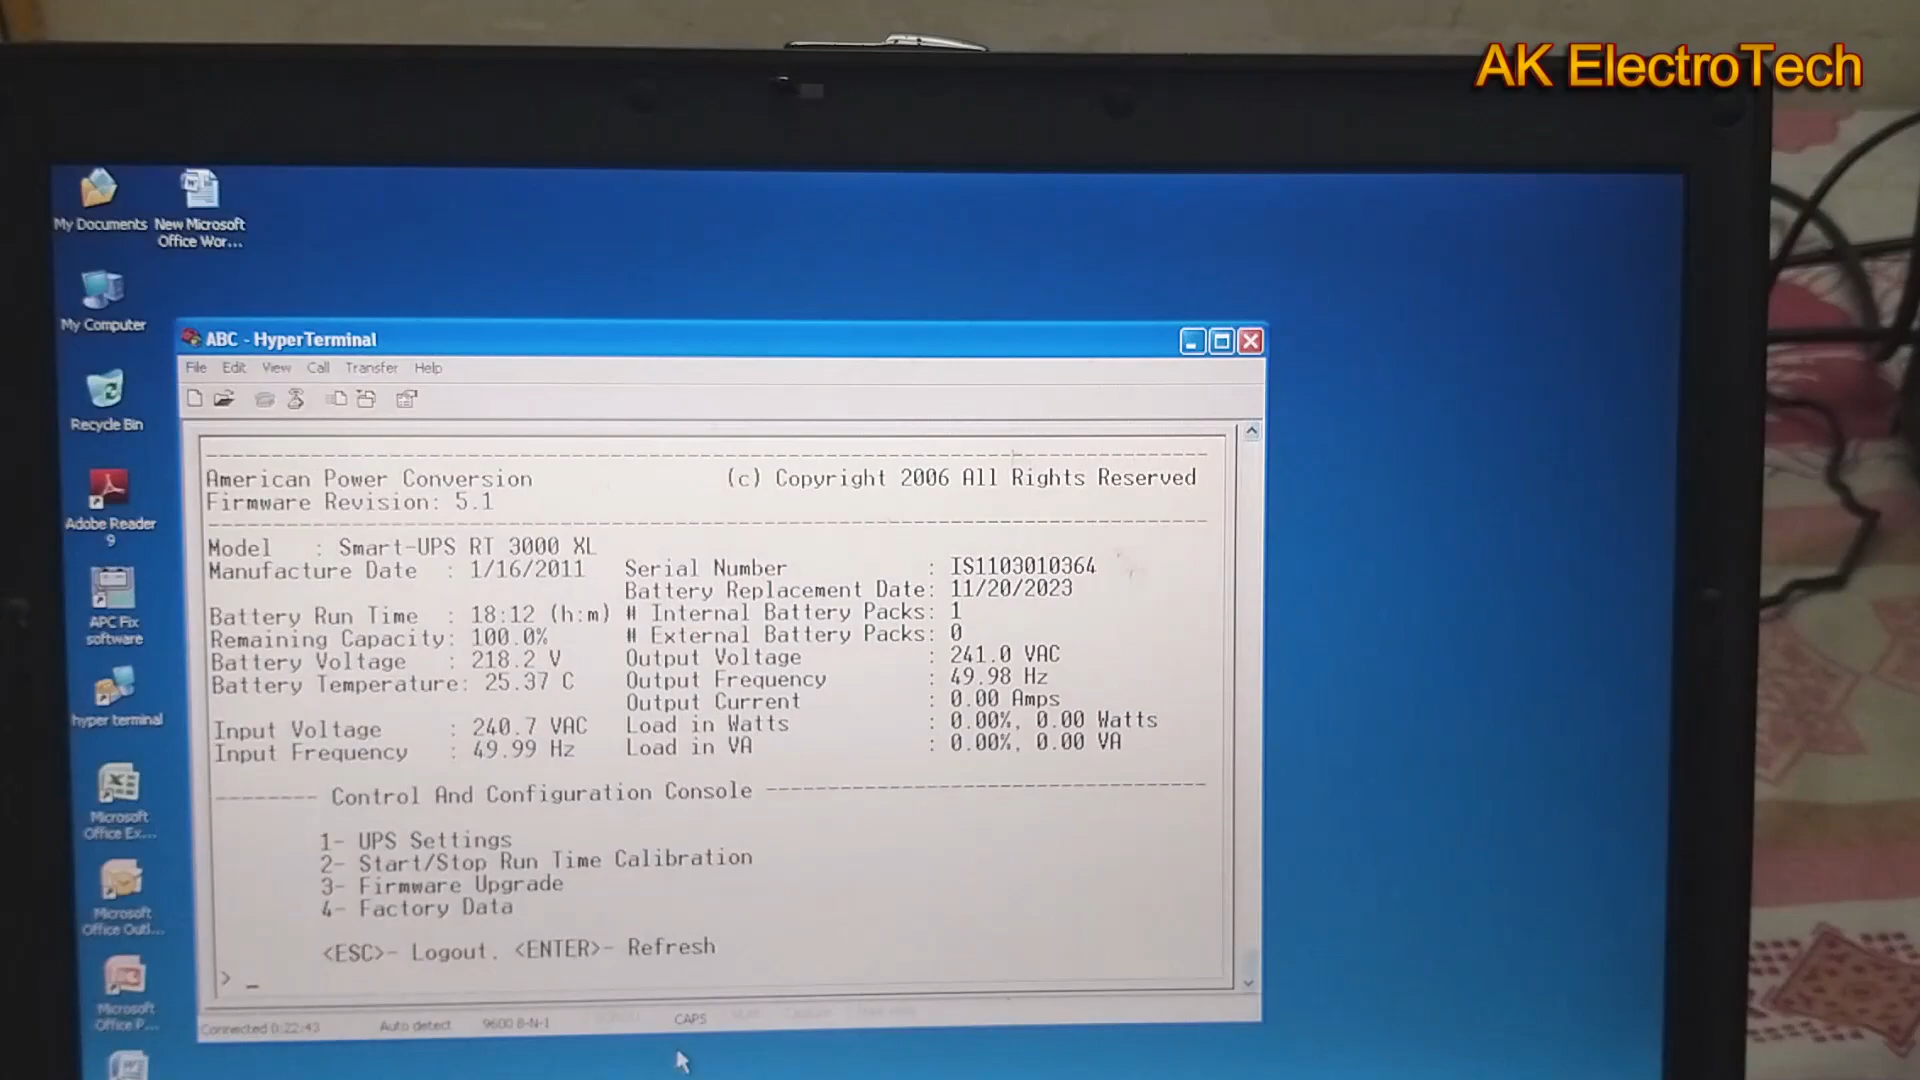 AK ElectroTech
My Documents
New Microsoft
Office Wor...
My Computer
Recycle Bin
Adobe Reader
9
APC Fix
software
hyper terminal
Microsoft
Office Ex...
Microsoft
Office Outl...
Microsoft
Office P...
ABC - HyperTerminal
File Edit View Call Transfer Help
American Power Conversion (c) Copyright 2006 All Rights Reserved
Firmware Revision: 5.1
Model : Smart-UPS RT 3000 XL
Manufacture Date : 1/16/2011 Serial Number : IS1103010364
Battery Replacement Date: 11/20/2023
Battery Run Time : 18:12 (h:m) # Internal Battery Packs: 1
Remaining Capacity: 100.0% # External Battery Packs: 0
Battery Voltage : 218.2 V Output Voltage : 241.0 VAC
Battery Temperature: 25.37 C Output Frequency : 49.98 Hz
Output Current : 0.00 Amps
Input Voltage : 240.7 VAC Load in Watts : 0.00%, 0.00 Watts
Input Frequency : 49.99 Hz Load in VA : 0.00%, 0.00 VA
-------- Control And Configuration Console -----------------------------------
1- UPS Settings
2- Start/Stop Run Time Calibration
3- Firmware Upgrade
4- Factory Data
<ESC>- Logout. <ENTER>- Refresh
> _
Connected 0:22:43 Auto detect 9600 8-N-1 CAPS